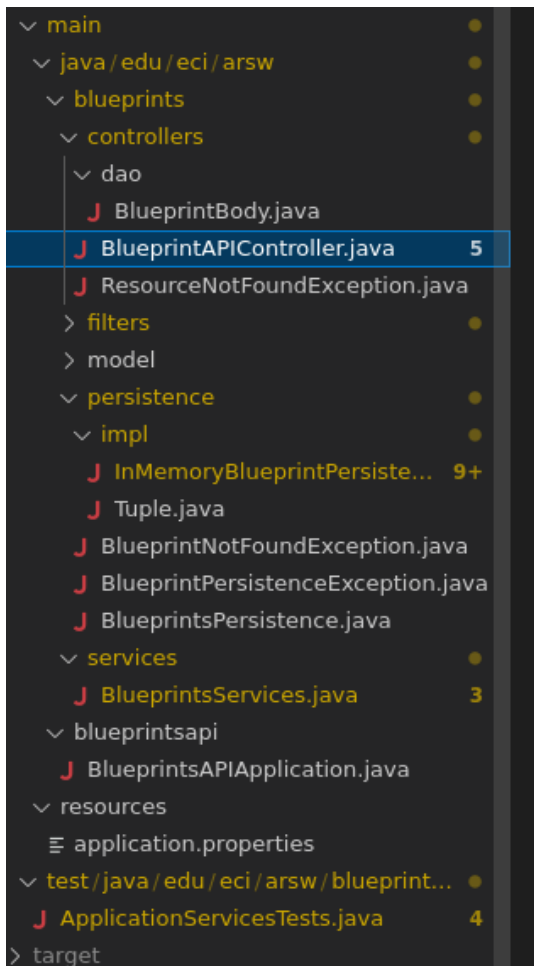 main
java/edu/eci/arsw
blueprints
controllers
dao
BlueprintBody.java
BlueprintAPIController.java 5
ResourceNotFoundException.java
filters
model
persistence
impl
InMemoryBlueprintPersiste... 9+
Tuple.java
BlueprintNotFoundException.java
BlueprintPersistenceException.java
BlueprintsPersistence.java
services
BlueprintsServices.java 3
blueprintsapi
BlueprintsAPIApplication.java
resources
application.properties
test/java/edu/eci/arsw/blueprint...
ApplicationServicesTests.java 4
target